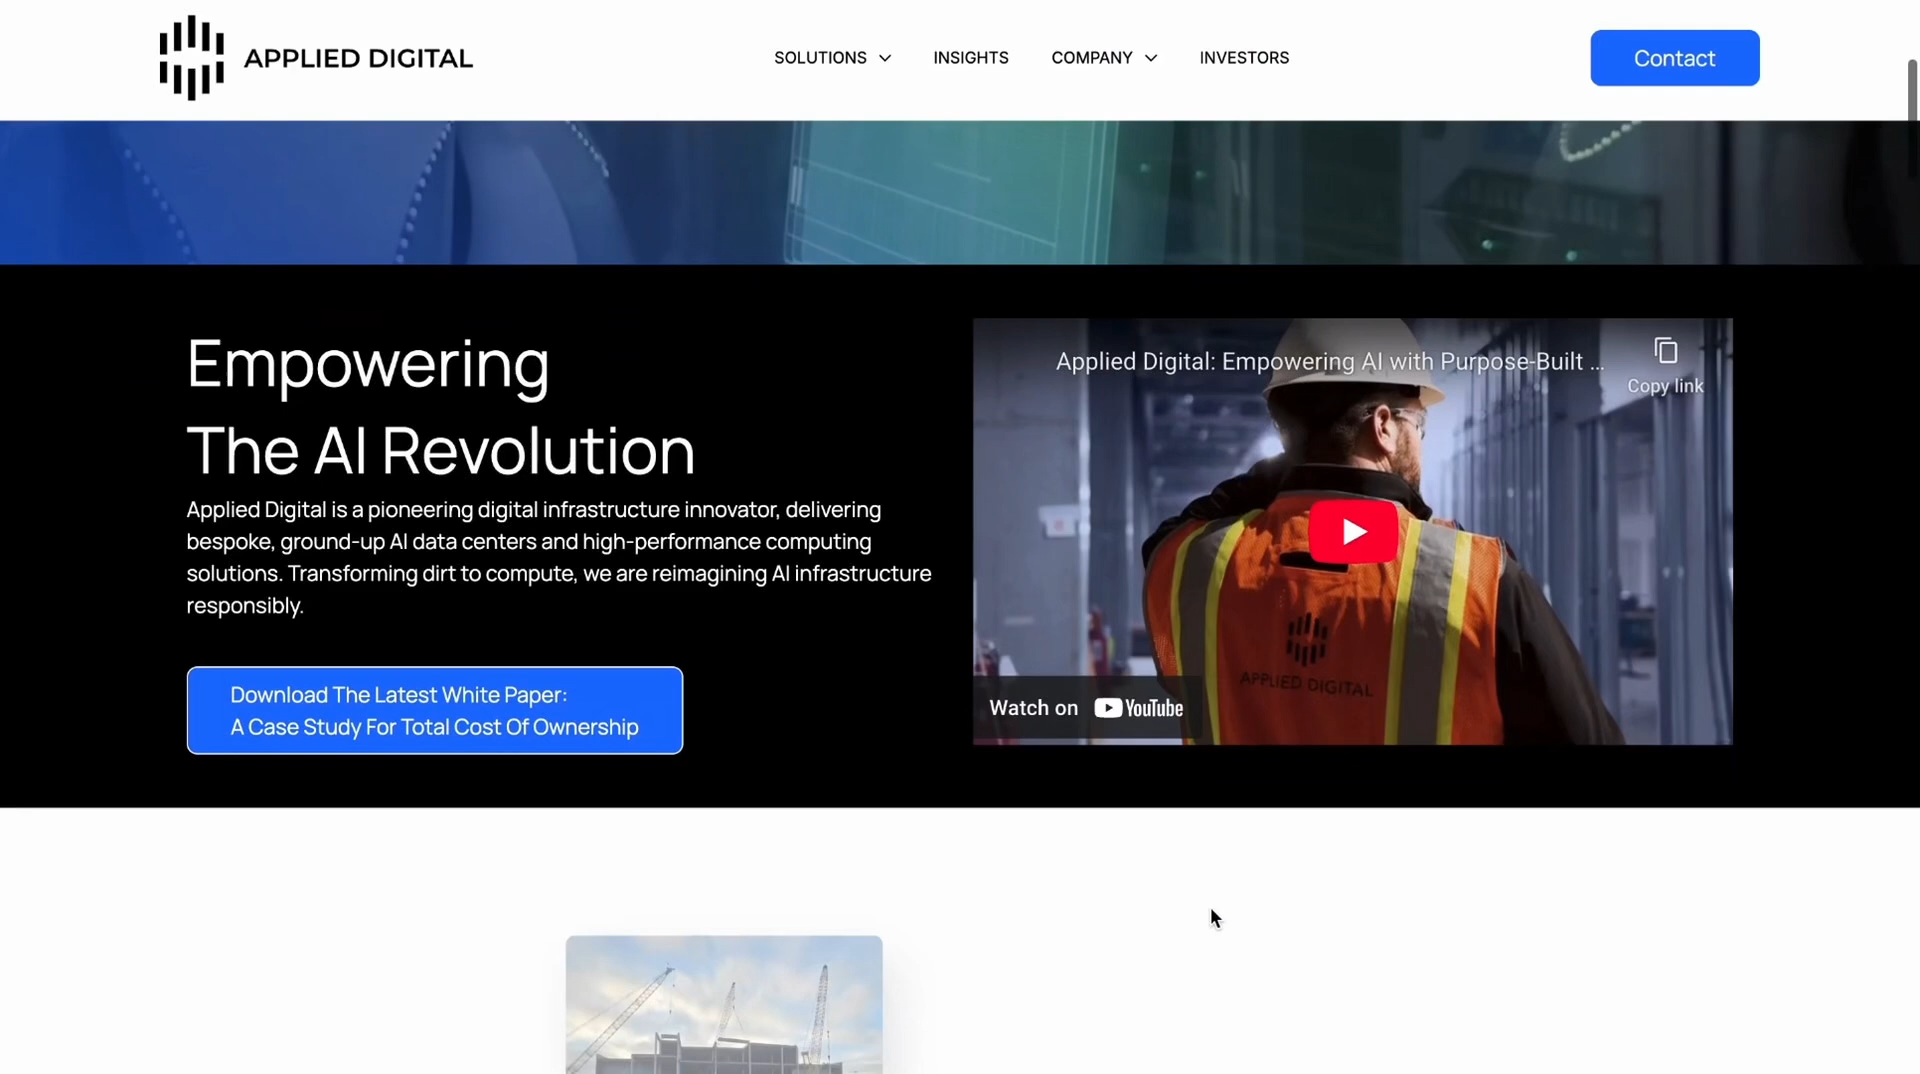 APPLIED DIGITAL
SOLUTIONS
INSIGHTS
COMPANY
INVESTORS
Contact
Empowering
The AI Revolution
Applied Digital is a pioneering digital infrastructure innovator, delivering
bespoke, ground-up AI data centers and high-performance computing
solutions. Transforming dirt to compute, we are reimagining AI infrastructure
responsibly.
Download The Latest White Paper:
A Case Study For Total Cost Of Ownership
Applied Digital: Empowering AI with Purpose-Built ...
Copy link
APPLIED DIGITAL
Watch on YouTube